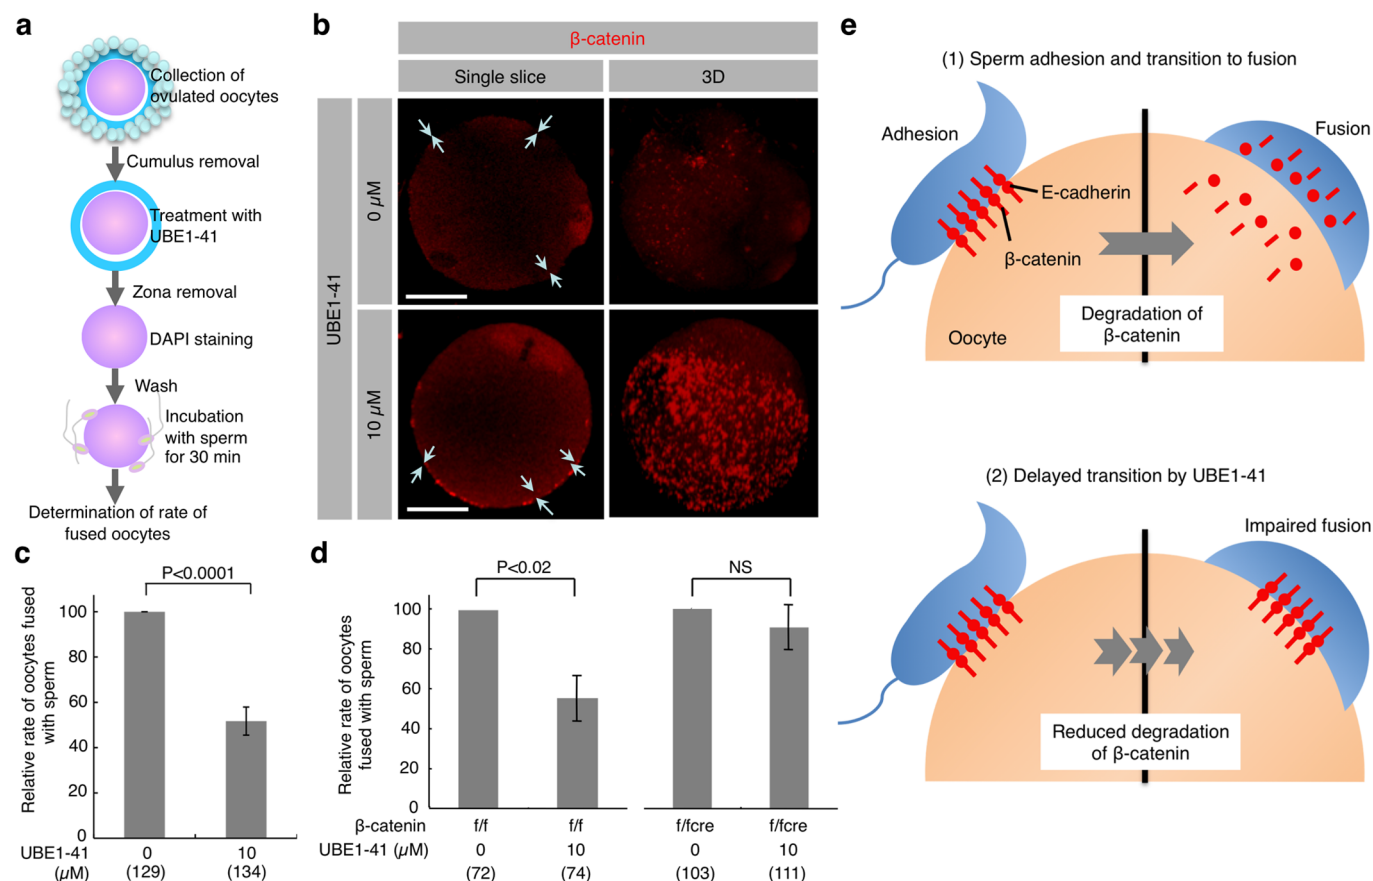 a
Collection of
ovulated oocytes
Cumulus removal
Treatment with
UBE1-41
Zona removal
DAPI staining
Wash
Incubation
with sperm
for 30 min
Determination of rate of
fused oocytes
b
β-catenin
Single slice
3D
UBE1-41
0 µM
10 µM
c
Relative rate of oocytes fused
with sperm
P<0.0001
100
80
60
40
20
0
UBE1-41
(µM)
0
10
(129)
(134)
d
Relative rate of oocytes
fused with sperm
P<0.02
NS
100
80
60
40
20
0
β-catenin f/f f/f f/fcre f/fcre
UBE1-41 (µM) 0 10 0 10
(72) (74) (103) (111)
e
(1) Sperm adhesion and transition to fusion
Adhesion
Fusion
E-cadherin
β-catenin
Degradation of
β-catenin
Oocyte
(2) Delayed transition by UBE1-41
Impaired fusion
Reduced degradation
of β-catenin